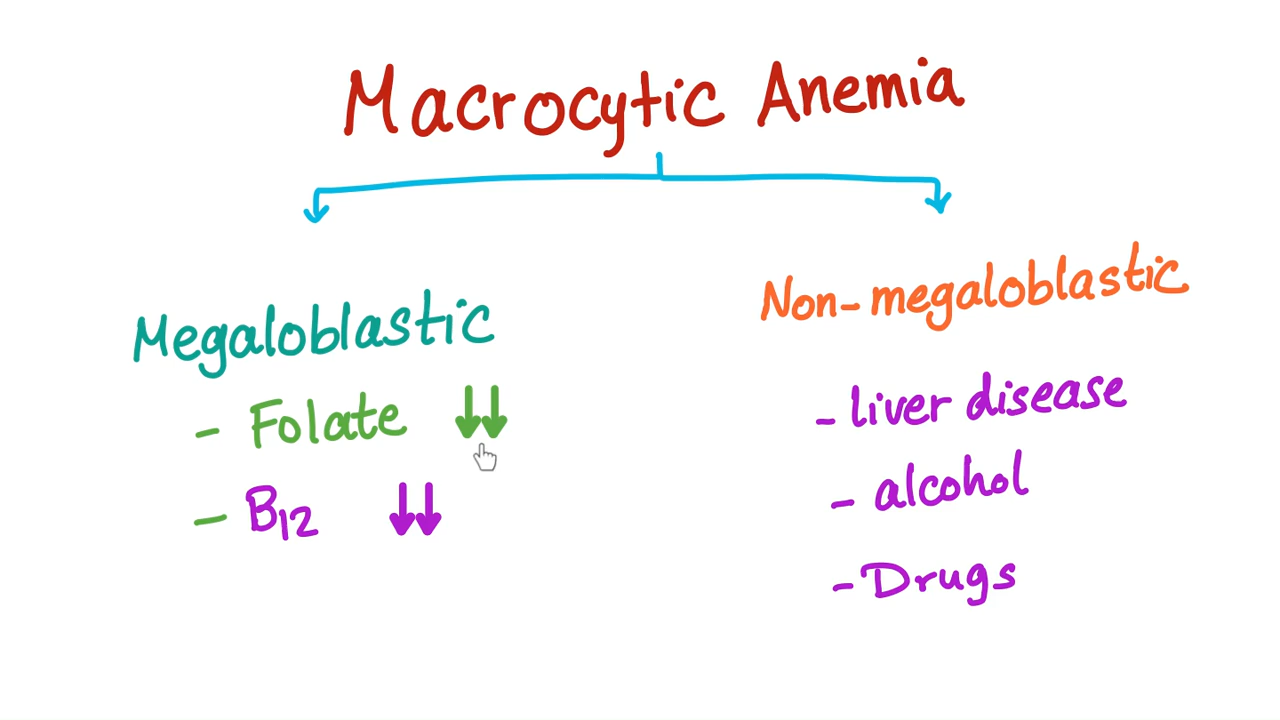 Macrocytic Anemia
Megaloblastic
- Folate ↓↓
- B12 ↓↓
Non-megaloblastic
- liver disease
- alcohol
- Drugs